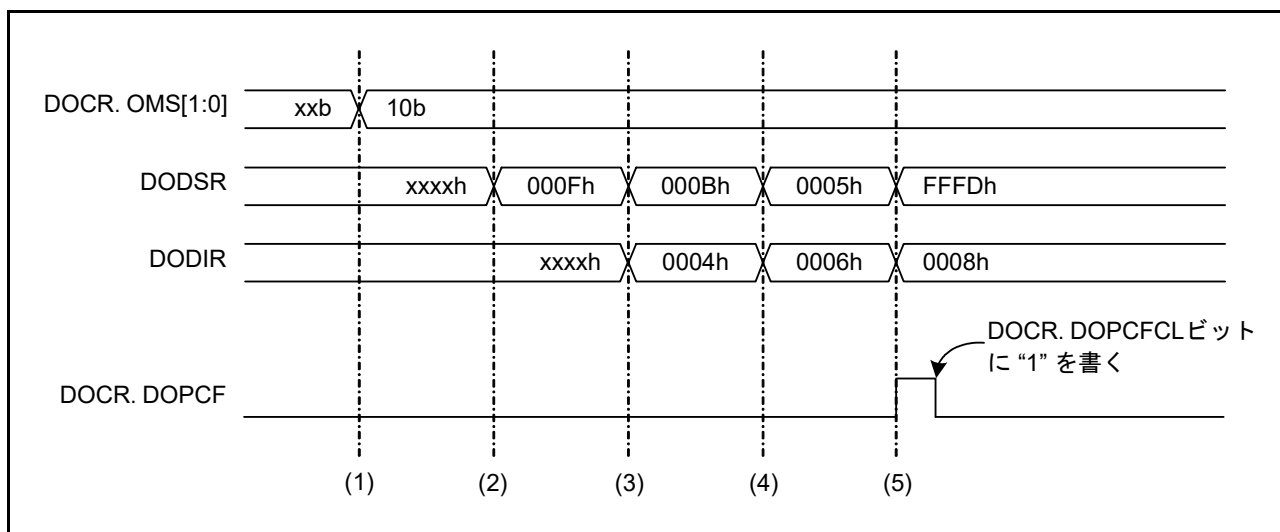 DOCR. OMS[1:0] xxb 10b
DODSR xxxxh 000Fh 000Bh 0005h FFFDh
DODIR xxxxh 0004h 0006h 0008h
DOCR. DOPCFCLビット
に “1” を書く
DOCR. DOPCF
(1) (2) (3) (4) (5)